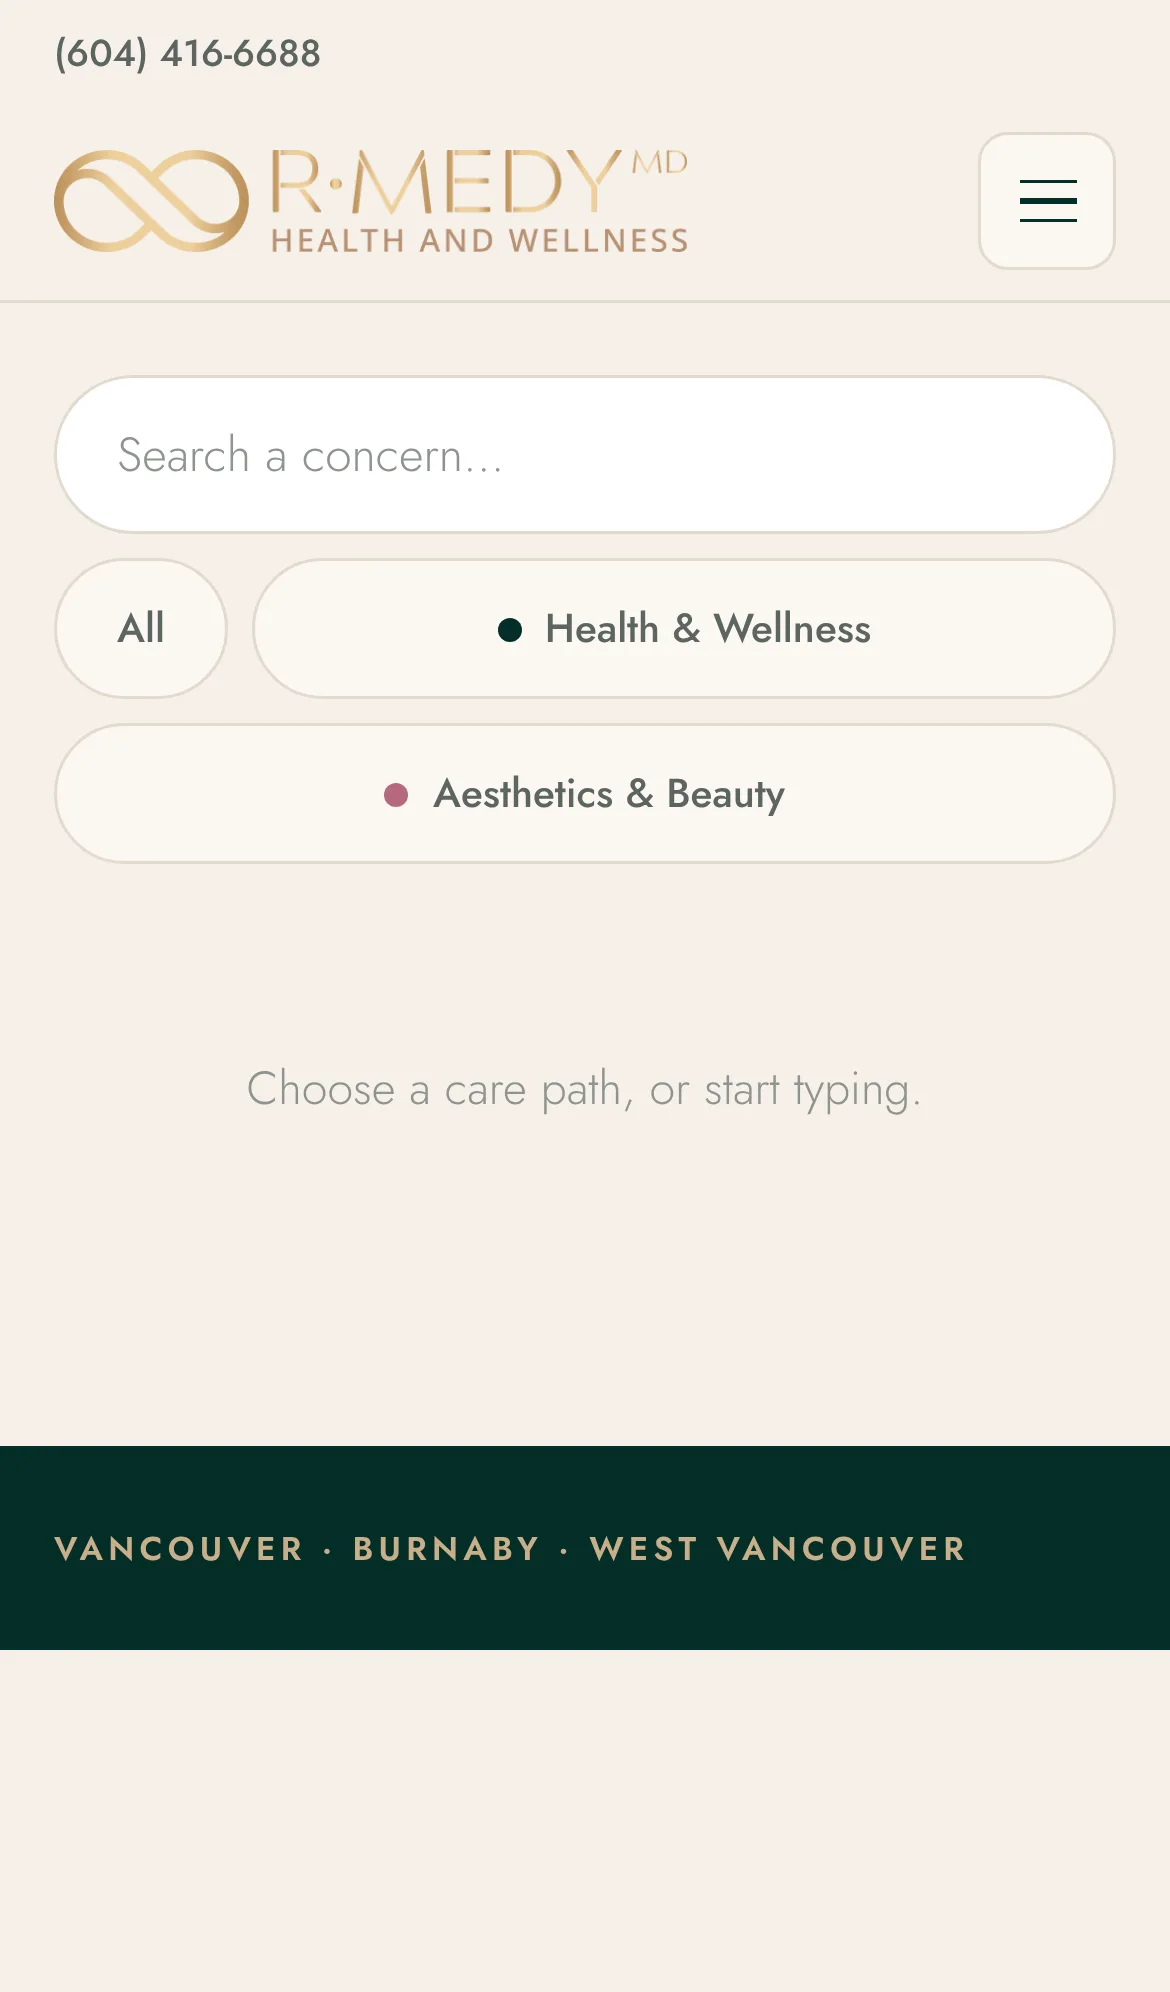 (604) 416-6688
R·MEDY MD
HEALTH AND WELLNESS
Search a concern...
All
Health & Wellness
Aesthetics & Beauty
Choose a care path, or start typing.
VANCOUVER · BURNABY · WEST VANCOUVER